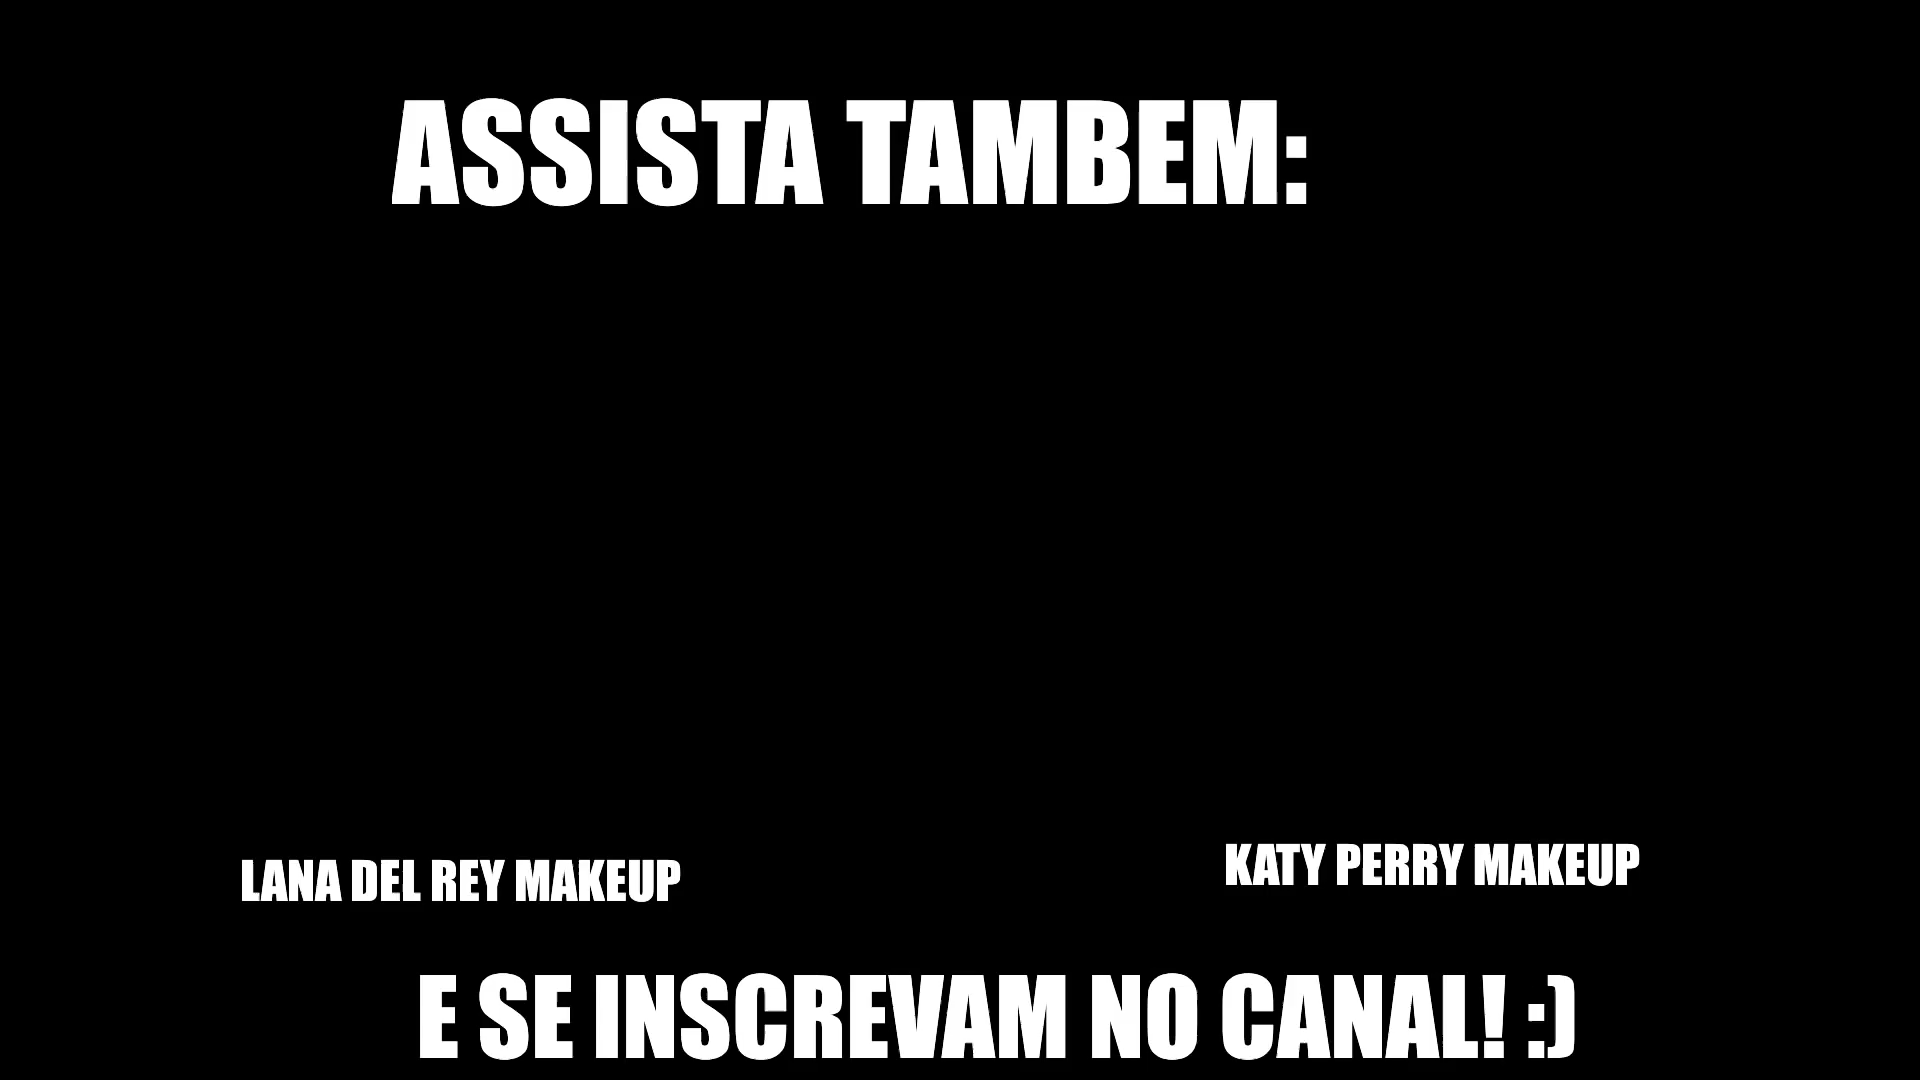 ASSISTA TAMBEM:
LANA DEL REY MAKEUP
KATY PERRY MAKEUP
E SE INSCREVAM NO CANAL! :)